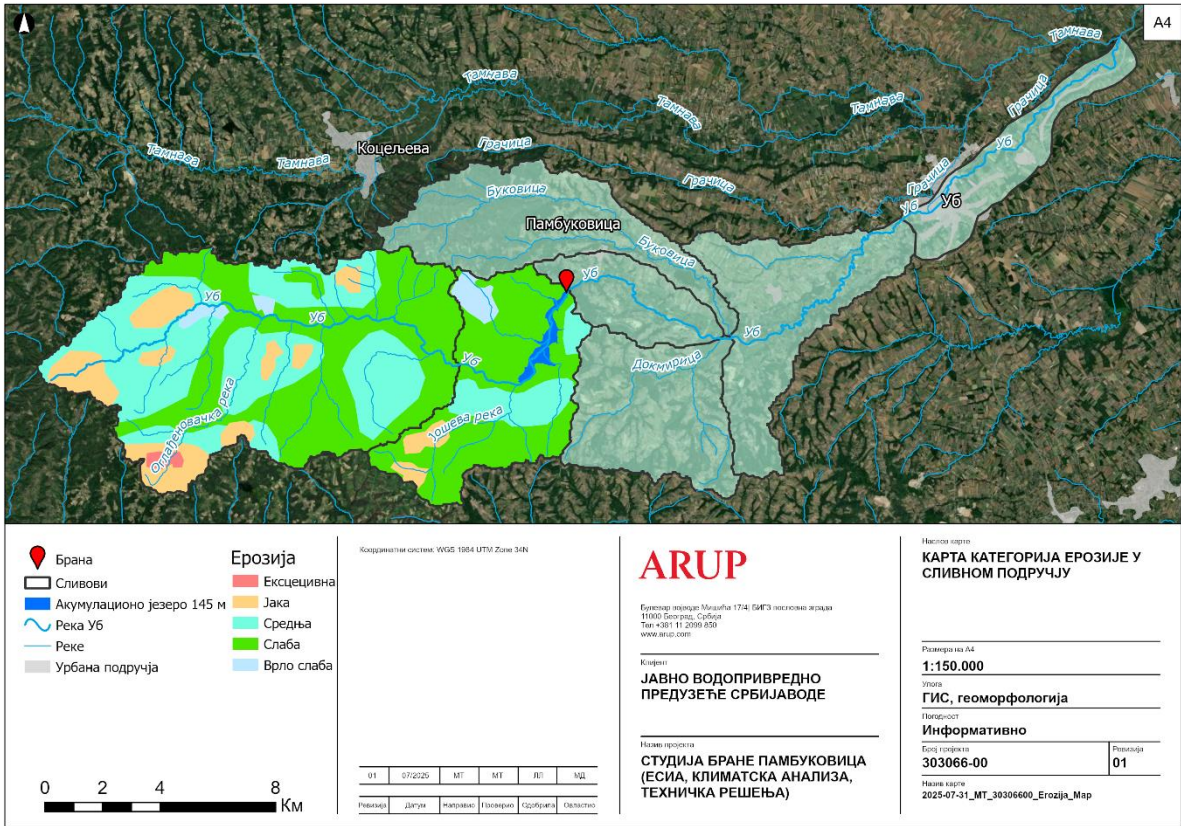 A4
Тамнава
Тамнава
Тамнава
Тамнава
Тамнава
Тамнава
Коцељева
Грачица
Грачица
Грачица
Грачица
Уб
Уб
Уб
Буковица
Памбуковица
Буковица
Уб
Уб
Уб
Уб
Уб
Докмирица
Јошева река
Оглађеновачка река
Брана
Сливови
Акумулационо језеро 145 м
Река Уб
Реке
Урбана подручја
Ерозија
Ексцецивна
Јака
Средња
Слаба
Врло слаба
0 2 4 8
Км
Координатни систем: WGS 1984 UTM Zone 34N
01 07/2025 МТ МТ ЛЛ МД
Ревизија Датум Направио Проверио Одобрила Овластио
ARUP
Булевар војводе Мишића 17/4| БИГЗ пословна зграда
11000 Београд, Србија
Тел +381 11 2099 850
www.arup.com
Клијент
ЈАВНО ВОДОПРИВРЕДНО
ПРЕДУЗЕЋЕ СРБИЈАВОДЕ
Назив пројекта
СТУДИЈА БРАНЕ ПАМБУКОВИЦА
(ЕСИА, КЛИМАТСКА АНАЛИЗА,
ТЕХНИЧКА РЕШЕЊА)
Наслов карте
КАРТА КАТЕГОРИЈА ЕРОЗИЈЕ У
СЛИВНОМ ПОДРУЧЈУ
Размера на А4
1:150.000
Улога
ГИС, геоморфологија
Погодност
Информативно
Број пројекта
303066-00
Ревизија
01
Назив карте
2025-07-31_MT_30306600_Erozija_Map